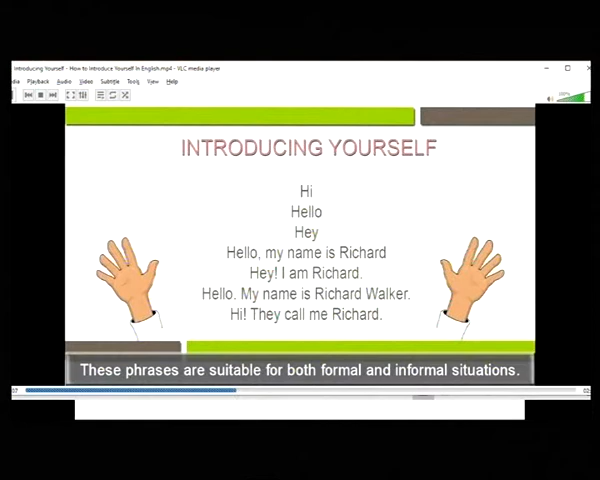 Introducing Yourself - How to Introduce Yourself In English.mp4 - VLC media player
Playback Audio Video Subtitle Tools View Help
INTRODUCING YOURSELF
Hi
Hello
Hey
Hello, my name is Richard
Hey! I am Richard.
Hello. My name is Richard Walker.
Hi! They call me Richard.
These phrases are suitable for both formal and informal situations.